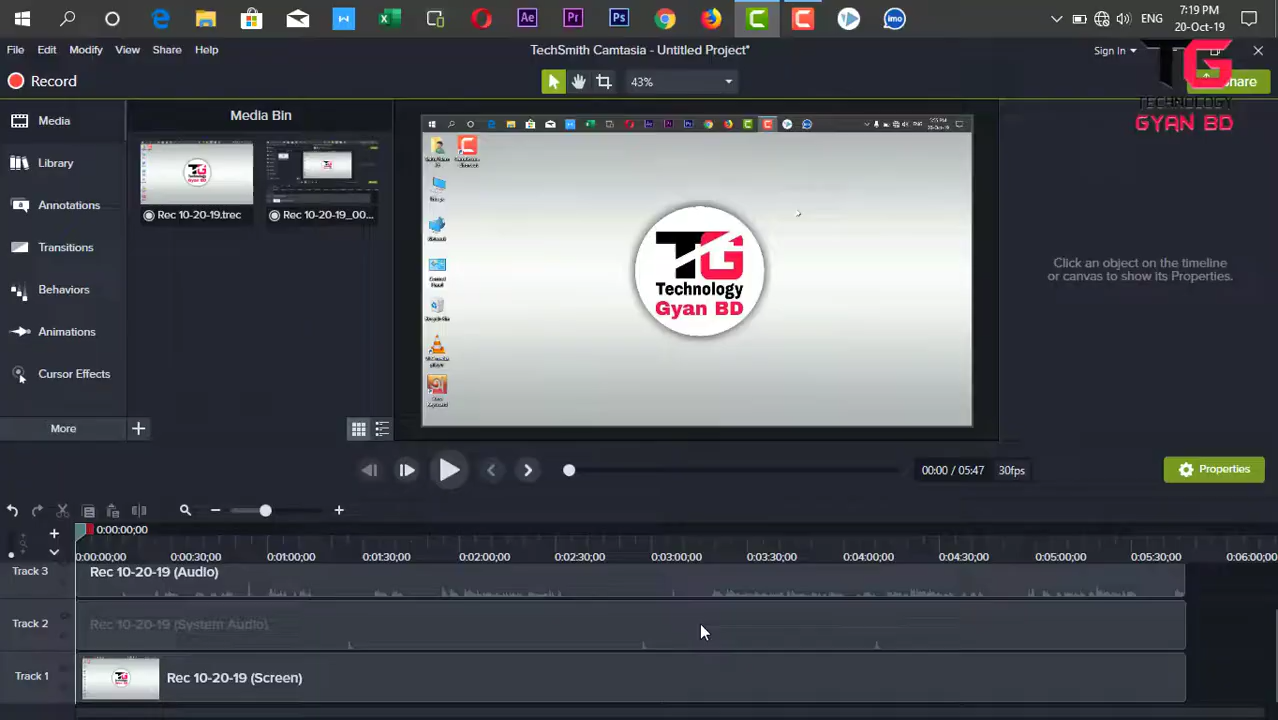 Ae
Pr
Ps
imo
ENG
7:19 PM
20-Oct-19
File
Edit
Modify
View
Share
Help
TechSmith Camtasia - Untitled Project*
Sign In
Record
43%
TG
TECHNOLOGY
GYAN BD
Media
Library
Annotations
Transitions
Behaviors
Animations
Cursor Effects
More
Media Bin
Rec 10-20-19.trec
Rec 10-20-19_00...
TG
Technology
Gyan BD
Click an object on the timeline
or canvas to show its Properties.
00:00 / 05:47
30fps
Properties
0:00:00;00
0:00:00;00
0:00:30;00
0:01:00;00
0:01:30;00
0:02:00;00
0:02:30;00
0:03:00;00
0:03:30;00
0:04:00;00
0:04:30;00
0:05:00;00
0:05:30;00
0:06:00;00
Track 3
Rec 10-20-19 (Audio)
Track 2
Rec 10-20-19 (System Audio)
Track 1
Rec 10-20-19 (Screen)